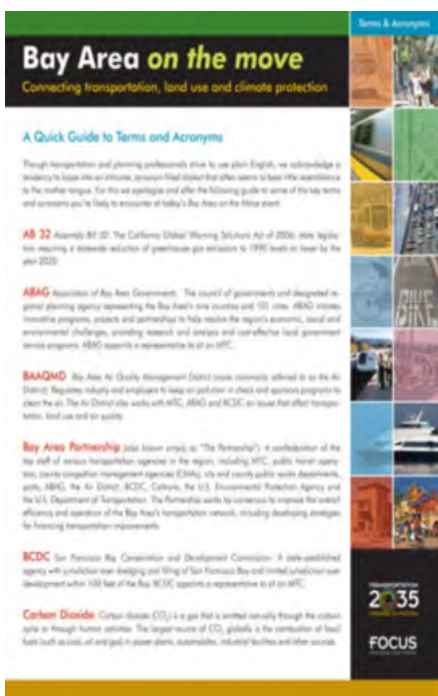 Terms & Acronyms
Bay Area on the move
Connecting transportation, land use and climate protection
A Quick Guide to Terms and Acronyms
Though transportation and planning professionals strive to use plain English, we acknowledge a
tendency to lapse into an intricate, acronym-filled dialect that often seems to bear little resemblance
to the mother tongue. For this we apologize and offer the following guide to some of the key terms
and acronyms you're likely to encounter at today's Bay Area on the Move event.
AB 32 Assembly Bill 32: The California Global Warming Solutions Act of 2006; state legisla-
tion requiring a statewide reduction of greenhouse gas emissions to 1990 levels or lower by the
year 2020.
ABAG Association of Bay Area Governments: The council of governments and designated re-
gional planning agency representing the Bay Area's nine counties and 101 cities. ABAG initiates
innovative programs, projects and partnerships to help resolve the region's economic, social and
environmental challenges, providing research and analysis and cost-effective local government
service programs. ABAG appoints a representative to sit on MTC.
BAAQMD Bay Area Air Quality Management District (more commonly referred to as the Air
District): Regulates industry and employers to keep air pollution in check and sponsors programs to
clean the air. The Air District also works with MTC, ABAG and BCDC on issues that affect transpor-
tation, land use and air quality.
Bay Area Partnership (also known simply as "The Partnership"): A confederation of the
top staff of various transportation agencies in the region, including MTC, public transit opera-
tors, county congestion management agencies (CMAs), city and county public works departments,
ports, ABAG, the Air District, BCDC, Caltrans, the U.S. Environmental Protection Agency and
the U.S. Department of Transportation. The Partnership works by consensus to improve the overall
efficiency and operation of the Bay Area's transportation network, including developing strategies
for financing transportation improvements.
BCDC San Francisco Bay Conservation and Development Commission: A state-established
agency with jurisdiction over dredging and filling of San Francisco Bay and limited jurisdiction over
development within 100 feet of the Bay. BCDC appoints a representative to sit on MTC.
Carbon Dioxide: Carbon dioxide (CO₂) is a gas that is emitted naturally through the carbon
cycle or through human activities. The largest source of CO₂ globally is the combustion of fossil
fuels (such as coal, oil and gas) in power plants, automobiles, industrial facilities and other sources.
BIKE
TRANSPORTATION
2035
FOCUS